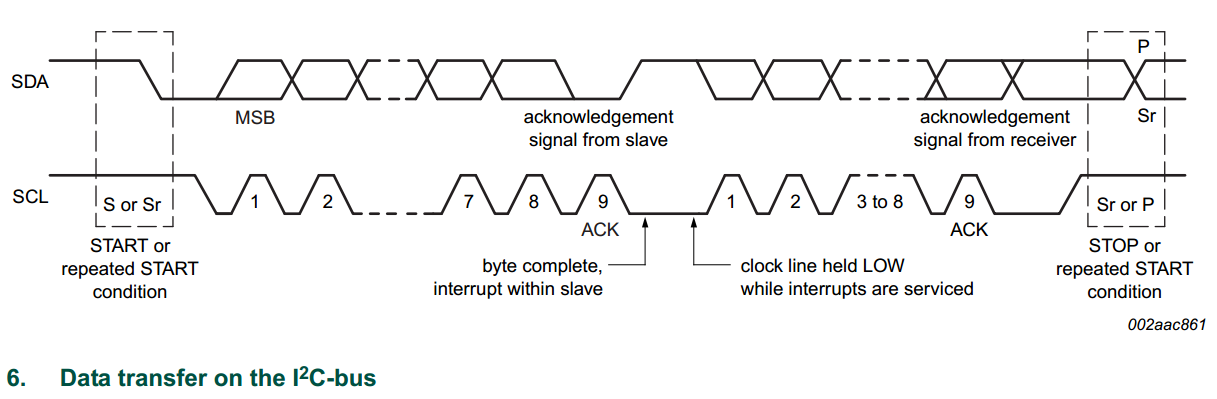 P
SDA
MSB
acknowledgement
signal from slave
acknowledgement
signal from receiver
Sr
SCL
S or Sr
1
2
7
8
9
1
2
3 to 8
9
Sr or P
ACK
ACK
START or
repeated START
condition
byte complete,
interrupt within slave
clock line held LOW
while interrupts are serviced
STOP or
repeated START
condition
002aac861
6. Data transfer on the I²C-bus